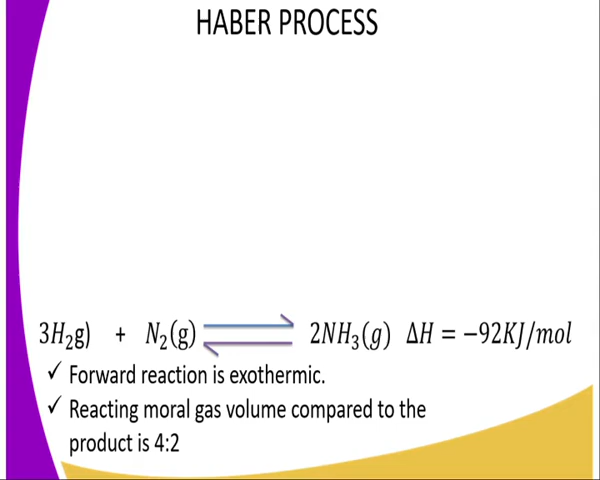 HABER PROCESS
3H₂g) + N₂(g) ⇌ 2NH₃(g) ΔH = −92KJ/mol
✓ Forward reaction is exothermic.
✓ Reacting moral gas volume compared to the
product is 4:2